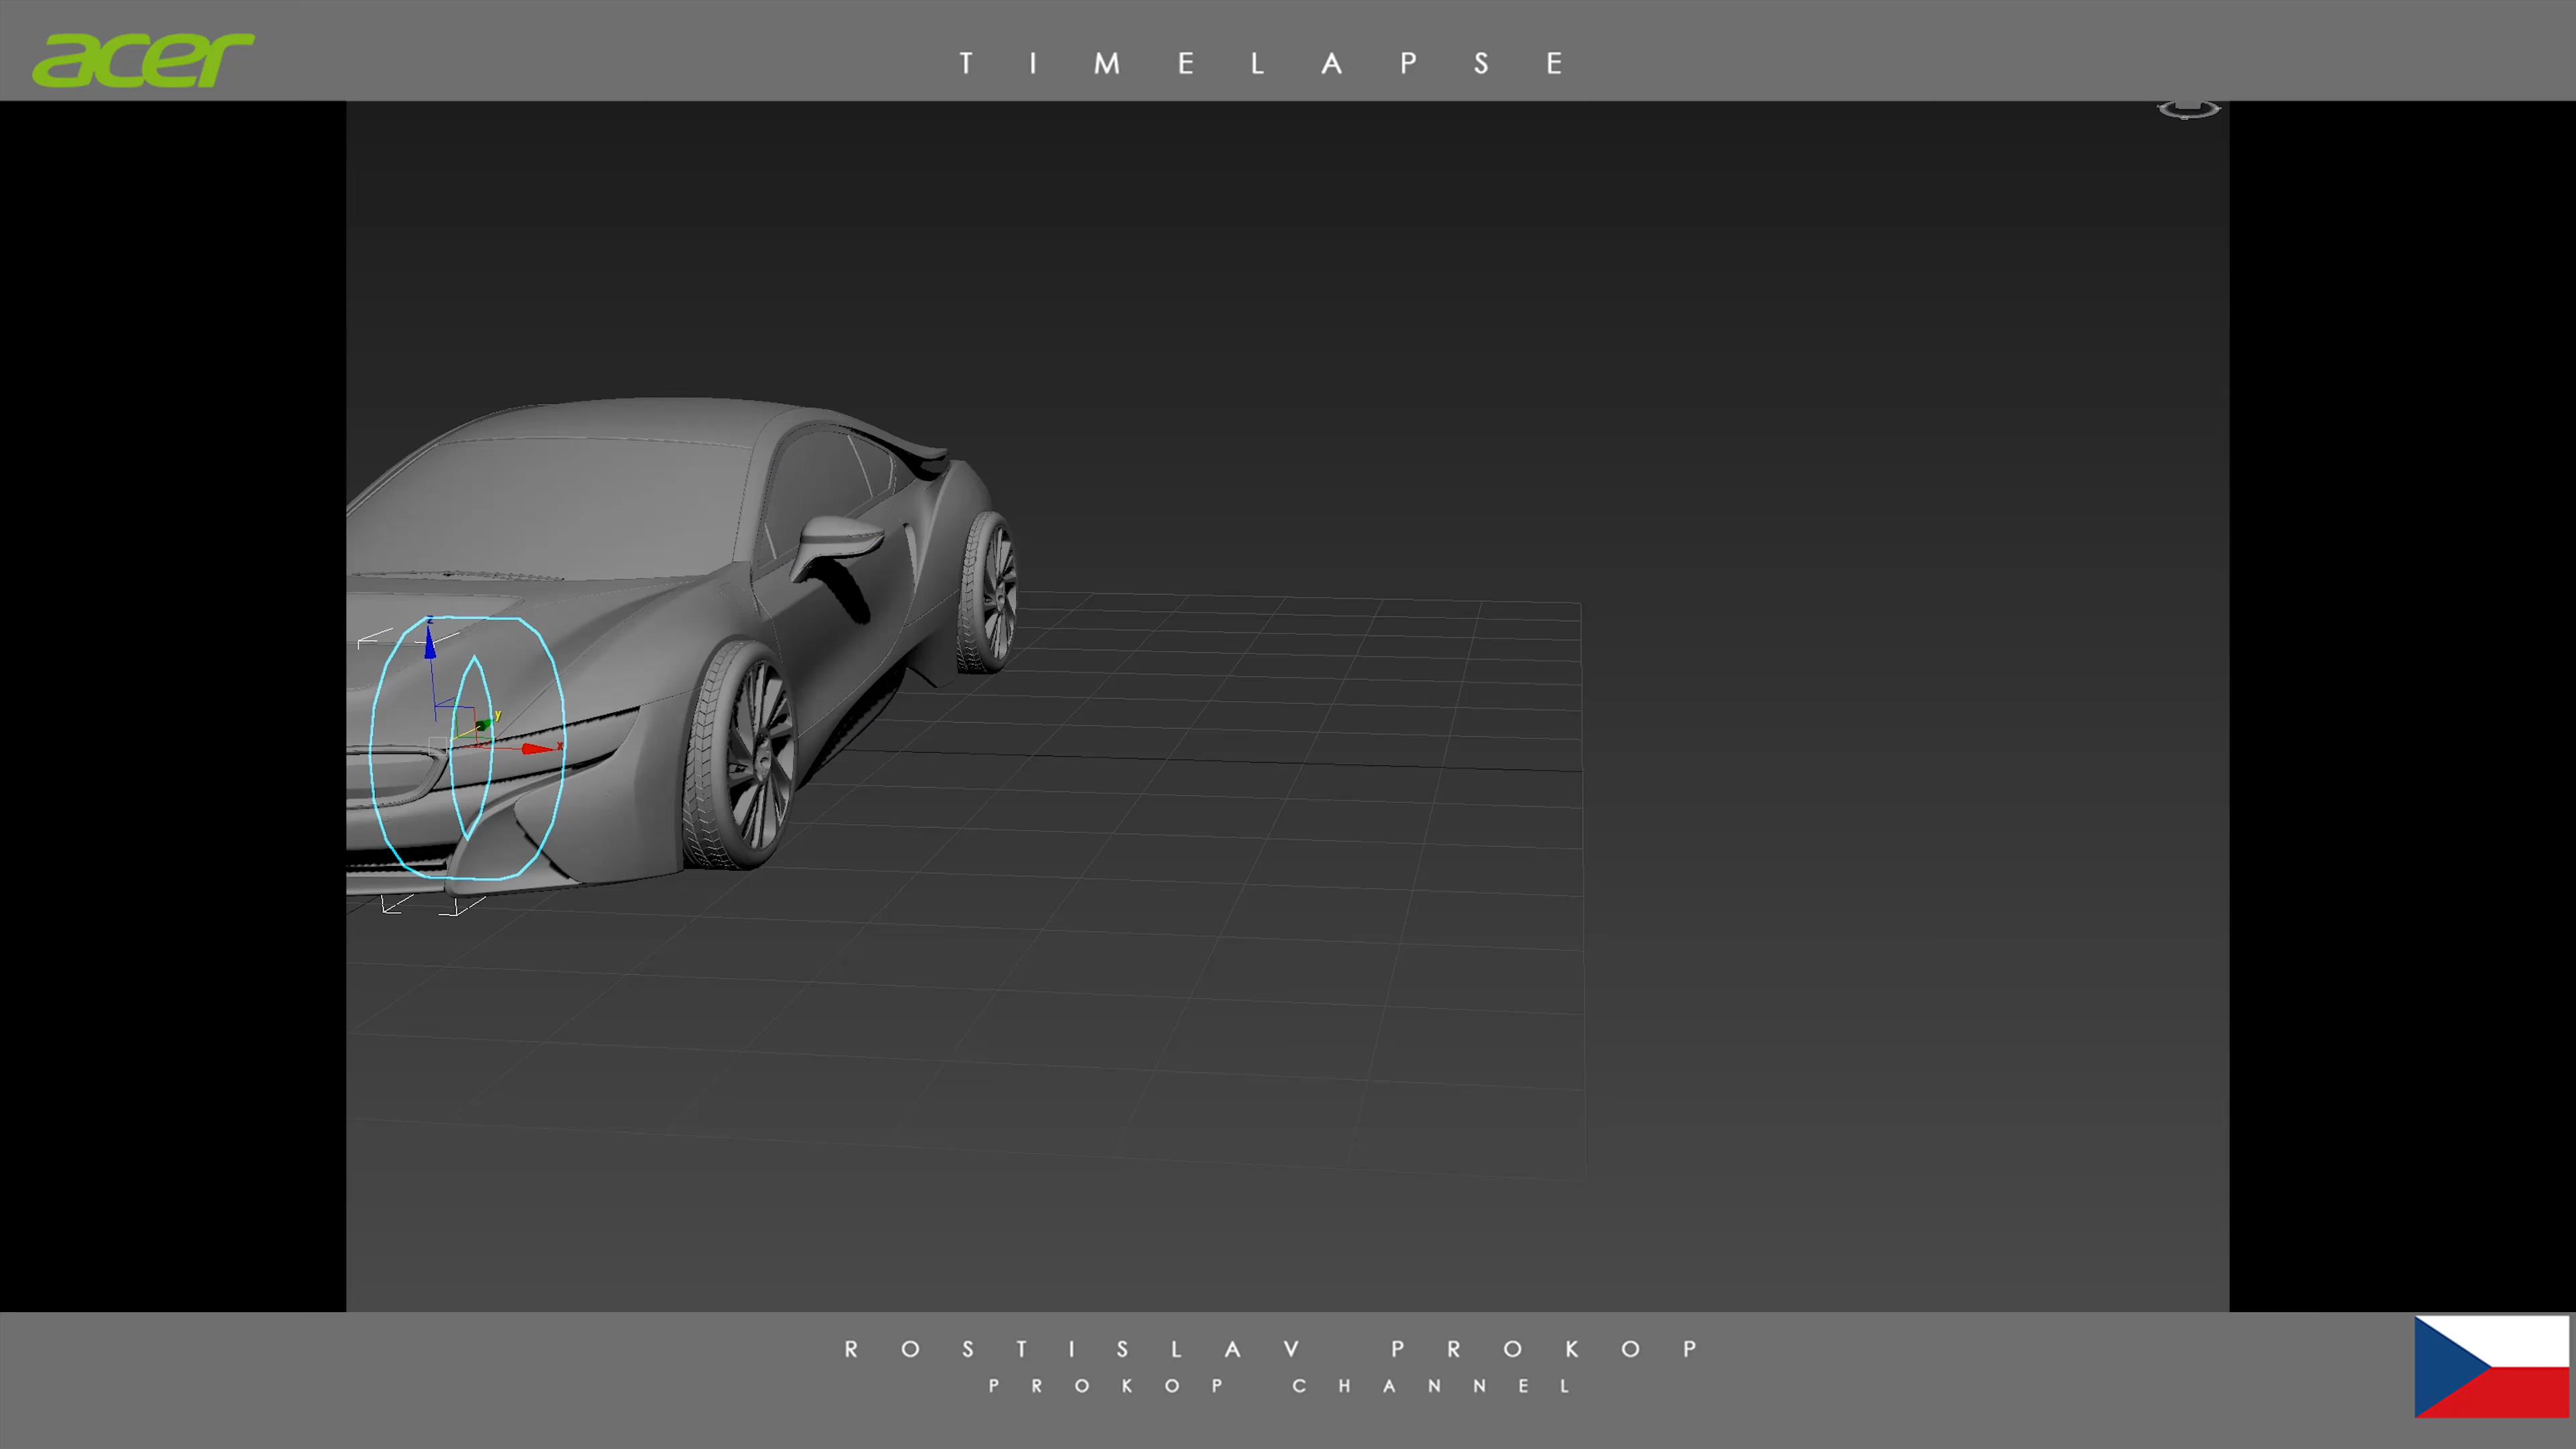 acer
TIMELAPSE
z
y
x
ROSTISLAV PROKOP
PROKOP CHANNEL